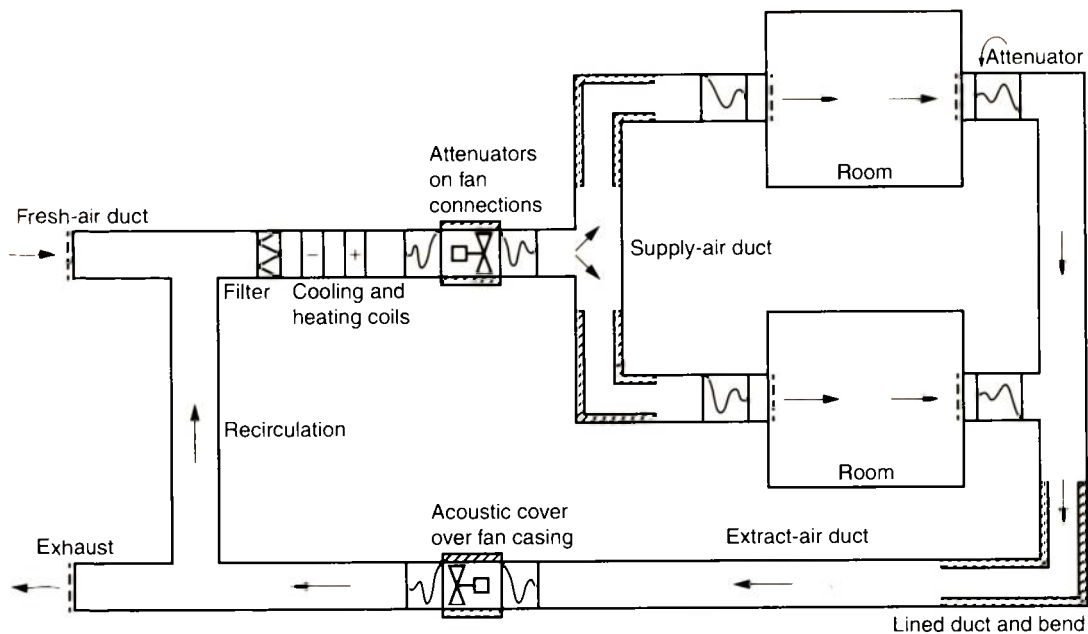 Attenuator
Attenuators
on fan
connections
Room
Fresh-air duct
Supply-air duct
Filter
Cooling and
heating coils
−
+
Recirculation
Room
Acoustic cover
over fan casing
Extract-air duct
Exhaust
Lined duct and bend